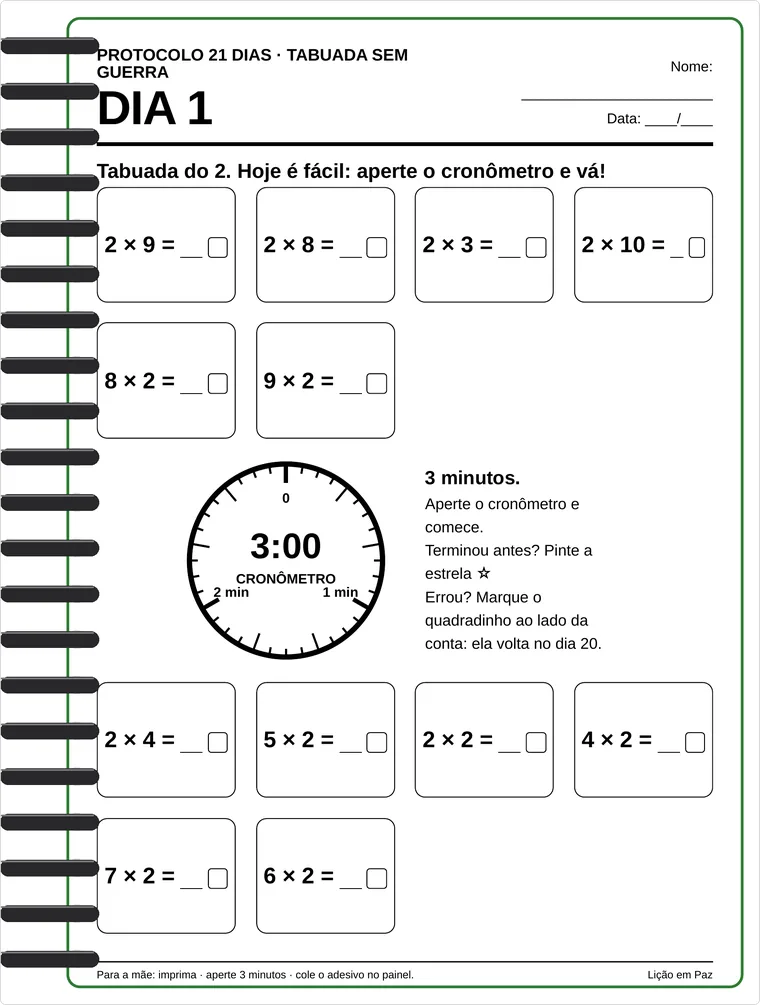 PROTOCOLO 21 DIAS · TABUADA SEM
GUERRA
DIA 1
Nome:
Data: ____/____
Tabuada do 2. Hoje é fácil: aperte o cronômetro e vá!
2 × 9 = __
2 × 8 = __
2 × 3 = __
2 × 10 = _
8 × 2 = __
9 × 2 = __
0
3:00
CRONÔMETRO
2 min
1 min
3 minutos.
Aperte o cronômetro e
comece.
Terminou antes? Pinte a
estrela ☆
Errou? Marque o
quadradinho ao lado da
conta: ela volta no dia 20.
2 × 4 = __
5 × 2 = __
2 × 2 = __
4 × 2 = __
7 × 2 = __
6 × 2 = __
Para a mãe: imprima · aperte 3 minutos · cole o adesivo no painel.
Lição em Paz